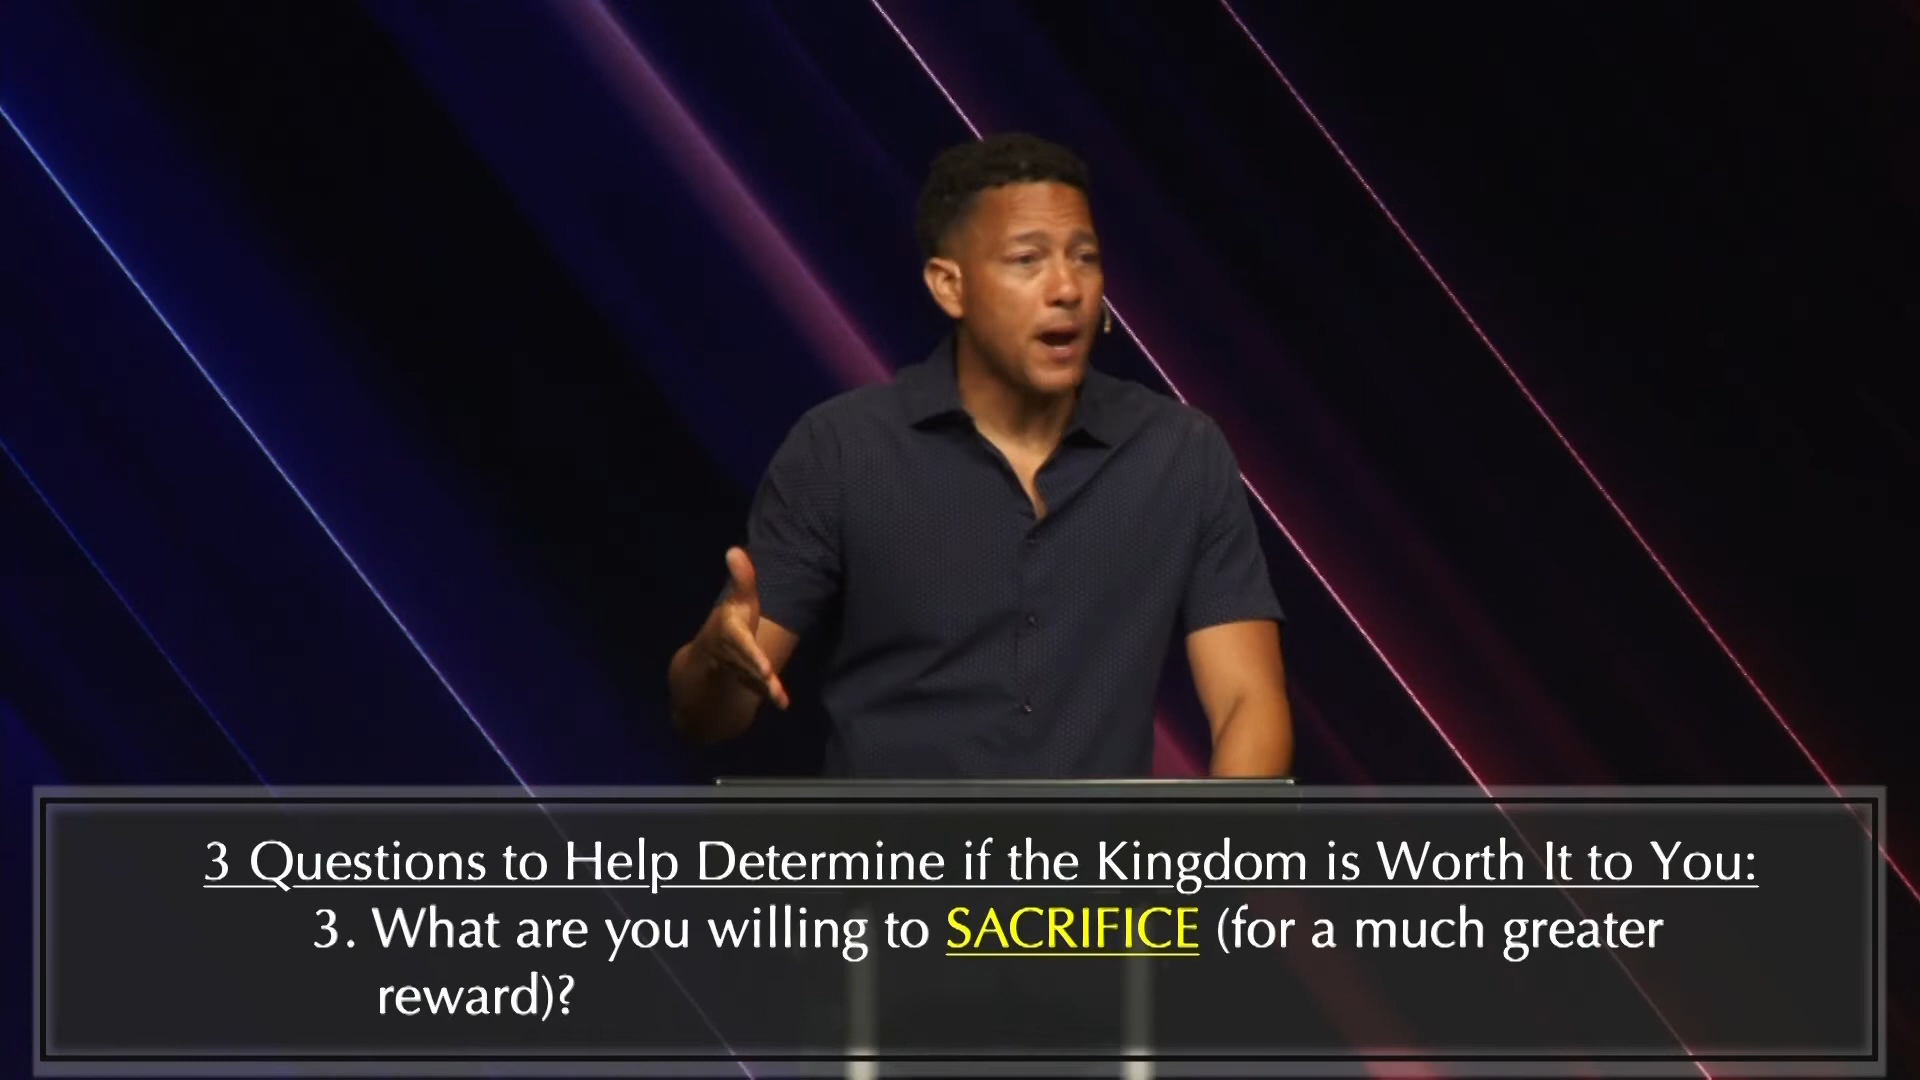 3 Questions to Help Determine if the Kingdom is Worth It to You:
3. What are you willing to SACRIFICE (for a much greater
reward)?